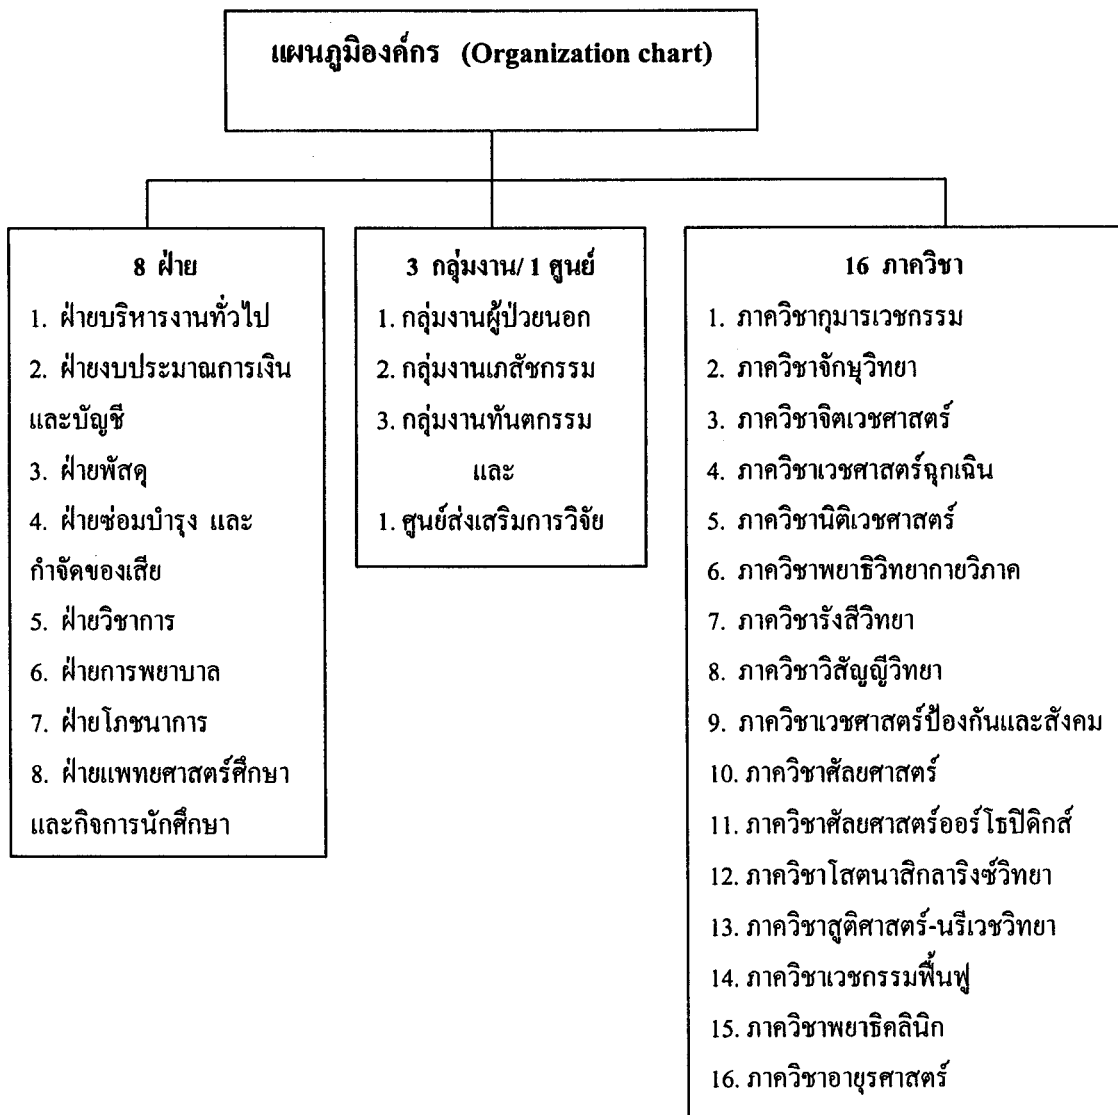 แผนภูมิองค์กร (Organization chart)
8 ฝ่าย
1. ฝ่ายบริหารงานทั่วไป
2. ฝ่ายงบประมาณการเงิน
และบัญชี
3. ฝ่ายพัสดุ
4. ฝ่ายซ่อมบำรุง และ
กำจัดของเสีย
5. ฝ่ายวิชาการ
6. ฝ่ายการพยาบาล
7. ฝ่ายโภชนาการ
8. ฝ่ายแพทยศาสตร์ศึกษา
และกิจการนักศึกษา
3 กลุ่มงาน/ 1 ศูนย์
1. กลุ่มงานผู้ป่วยนอก
2. กลุ่มงานเภสัชกรรม
3. กลุ่มงานทันตกรรม
และ
1. ศูนย์ส่งเสริมการวิจัย
16 ภาควิชา
1. ภาควิชากุมารเวชกรรม
2. ภาควิชาจักษุวิทยา
3. ภาควิชาจิตเวชศาสตร์
4. ภาควิชาเวชศาสตร์ฉุกเฉิน
5. ภาควิชานิติเวชศาสตร์
6. ภาควิชาพยาธิวิทยากายวิภาค
7. ภาควิชารังสีวิทยา
8. ภาควิชาวิสัญญีวิทยา
9. ภาควิชาเวชศาสตร์ป้องกันและสังคม
10. ภาควิชาศัลยศาสตร์
11. ภาควิชาศัลยศาสตร์ออร์โธปิดิกส์
12. ภาควิชาโสตนาสิกลาริงซ์วิทยา
13. ภาควิชาสูติศาสตร์-นรีเวชวิทยา
14. ภาควิชาเวชกรรมฟื้นฟู
15. ภาควิชาพยาธิคลินิก
16. ภาควิชาอายุรศาสตร์